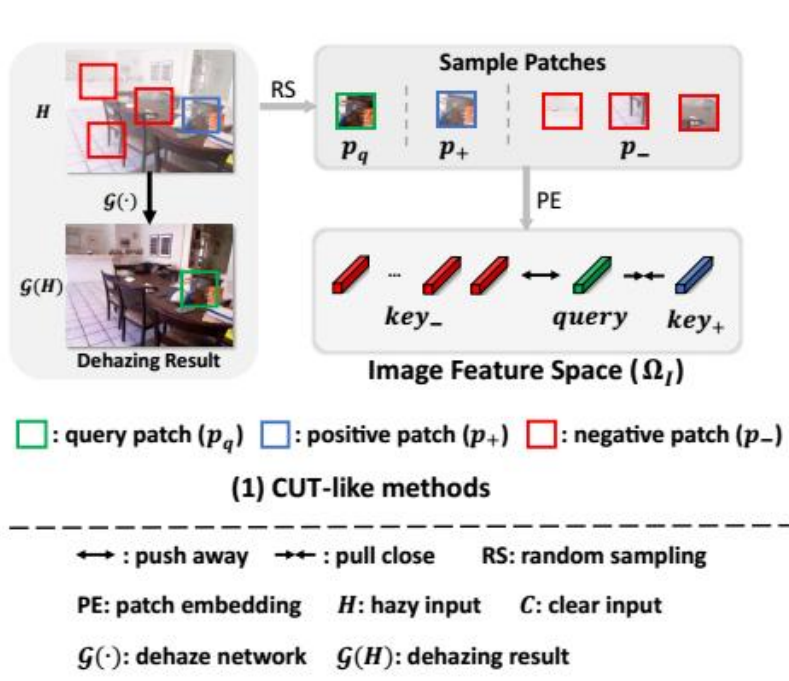 Sample Patches
H
RS
p_q
p_+
p_−
𝒢(·)
PE
𝒢(H)
...
key_−
query
key_+
Dehazing Result
Image Feature Space (Ω_I)
: query patch (p_q) : positive patch (p_+) : negative patch (p_−)
(1) CUT-like methods
: push away : pull close RS: random sampling
PE: patch embedding H: hazy input C: clear input
𝒢(·): dehaze network 𝒢(H): dehazing result